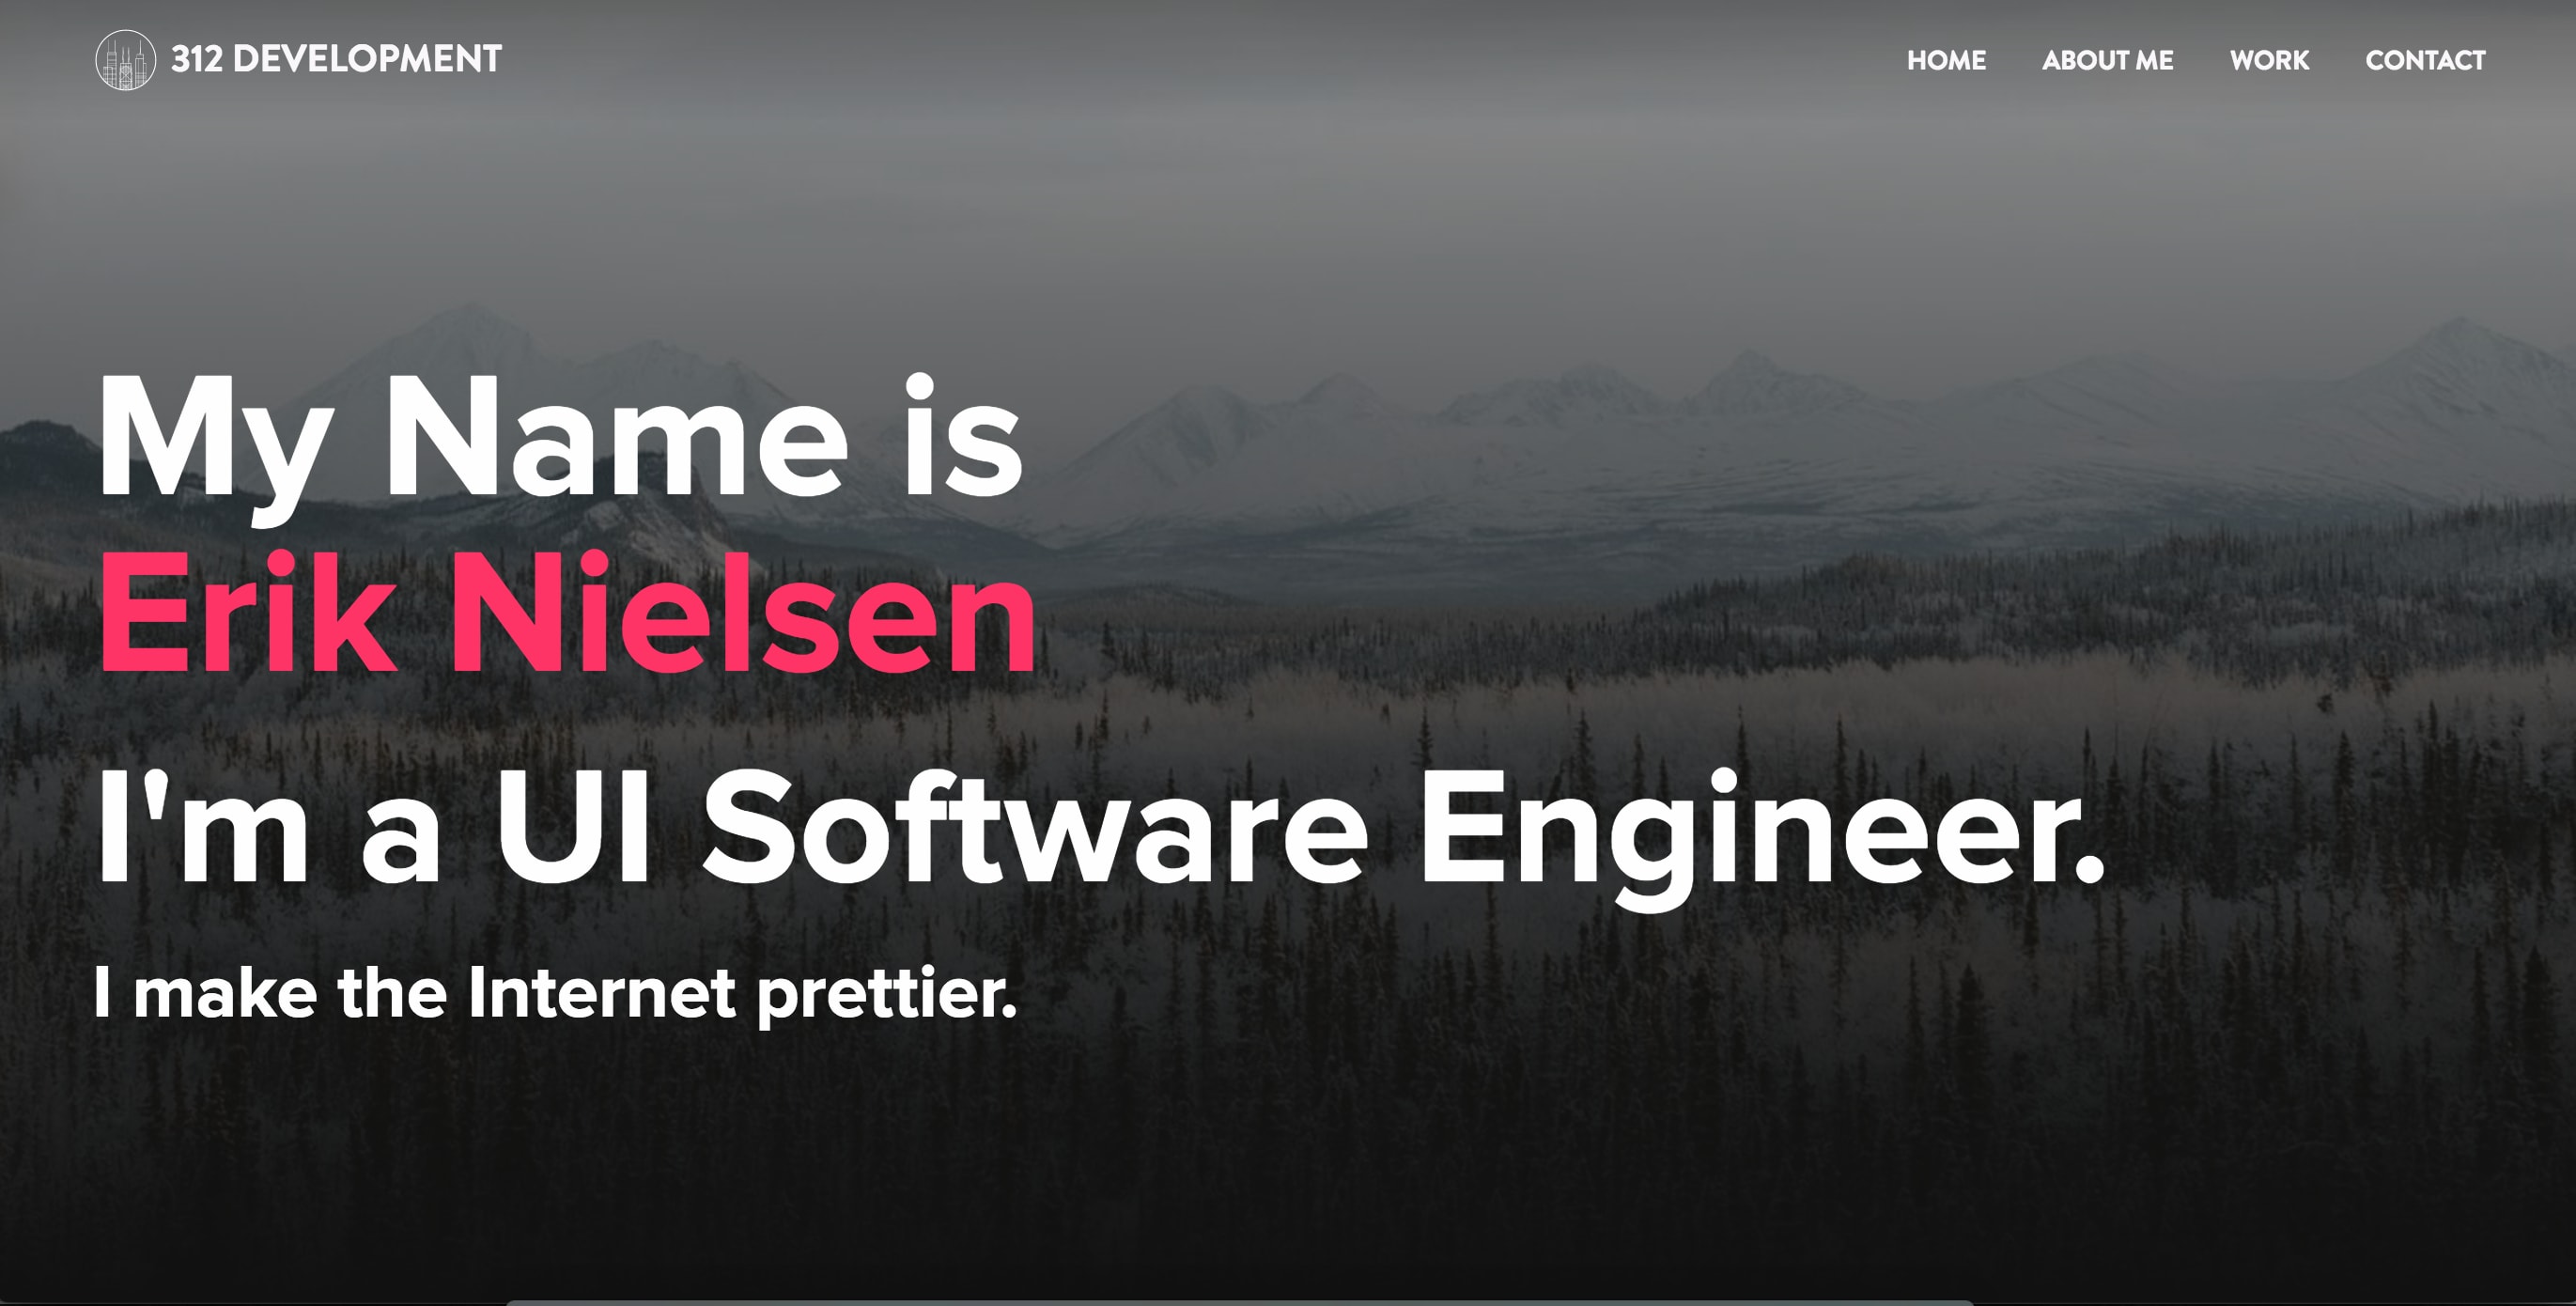 312 DEVELOPMENT
HOME ABOUT ME WORK CONTACT
My Name is
Erik Nielsen
I'm a UI Software Engineer.
I make the Internet prettier.